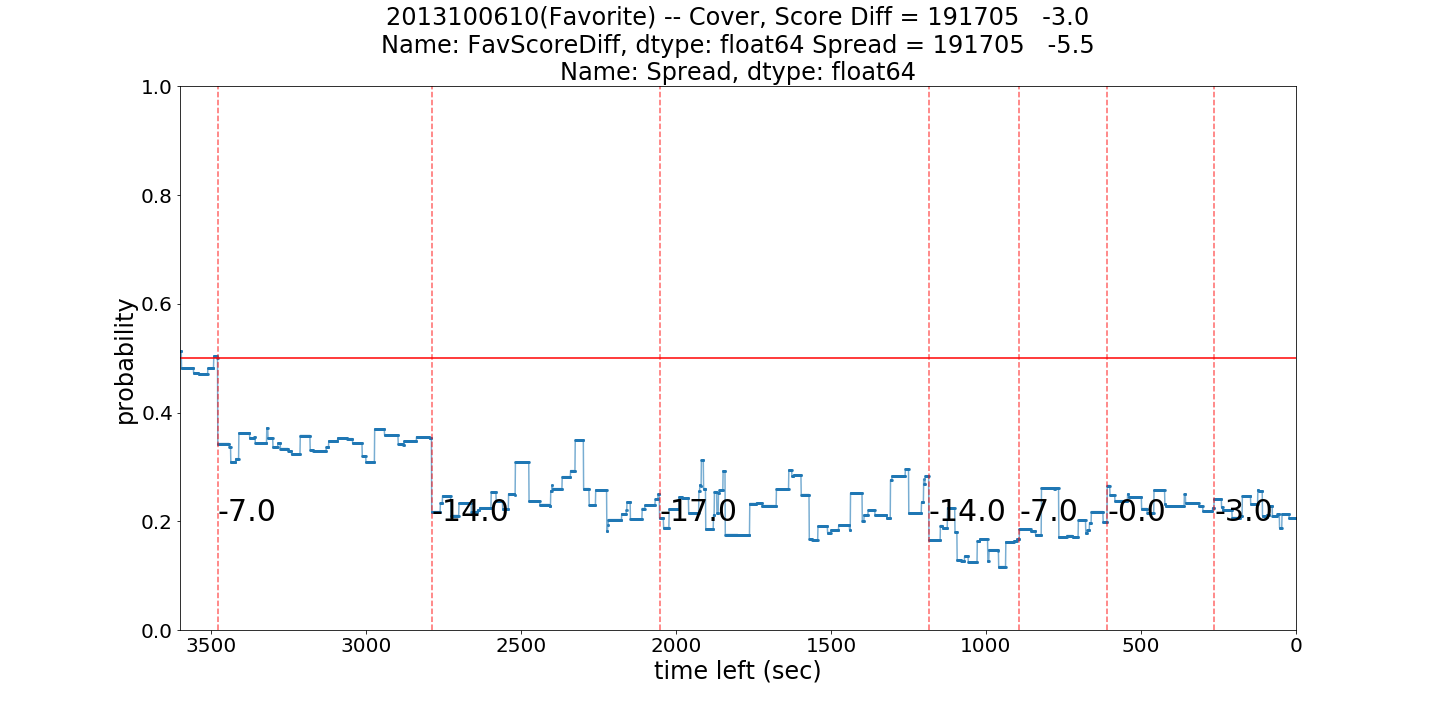 2013100610(Favorite) -- Cover, Score Diff = 191705   -3.0
Name: FavScoreDiff, dtype: float64 Spread = 191705   -5.5
Name: Spread, dtype: float64
1.0
0.8
0.6
0.4
0.2
0.0
probability
-7.0 -14.0 -17.0 -14.0 -7.0 -0.0 -3.0
3500 3000 2500 2000 1500 1000 500 0
time left (sec)